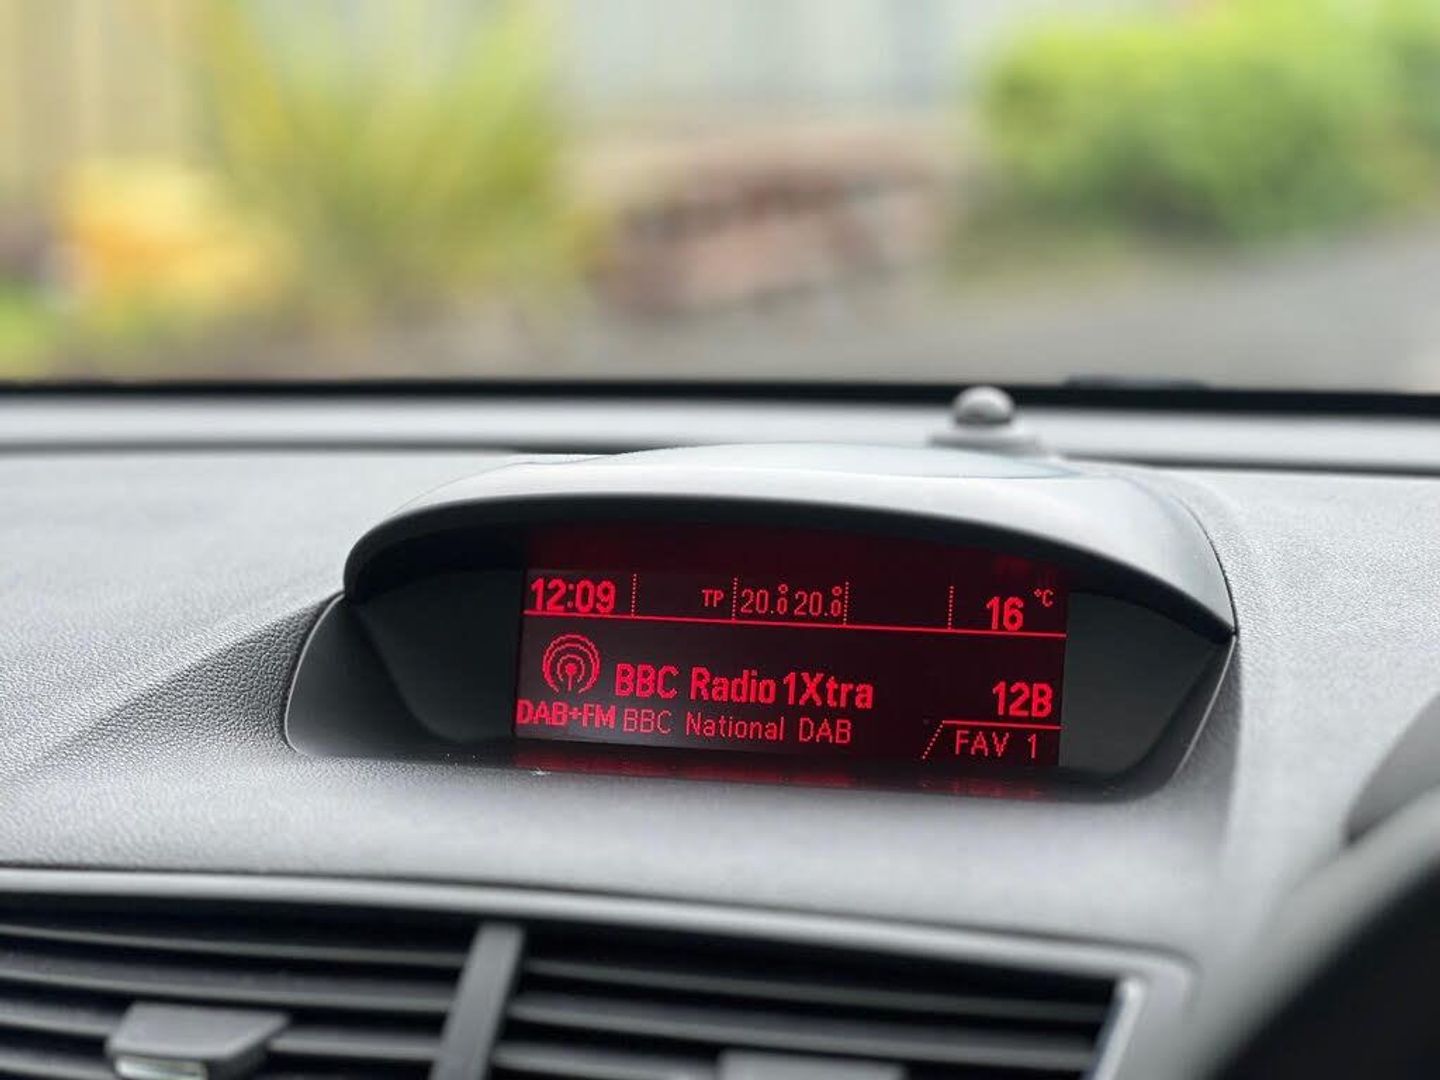 12:09 TP 20.0 20.0 16 °C
BBC Radio 1Xtra 12B
DAB+FM BBC National DAB FAV 1